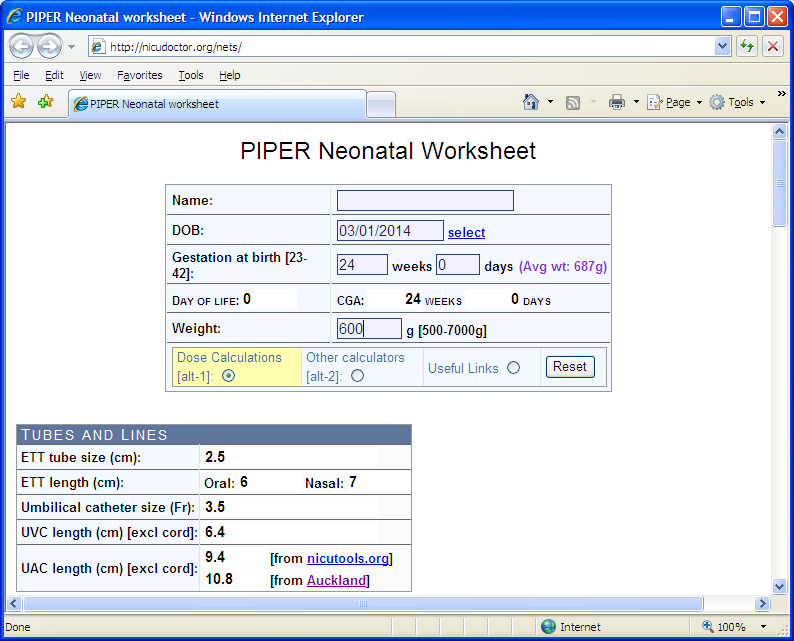 PIPER Neonatal worksheet - Windows Internet Explorer
http://nicudoctor.org/nets/
File Edit View Favorites Tools Help
PIPER Neonatal worksheet Page Tools »
PIPER Neonatal Worksheet
Name:
DOB: 03/01/2014 select
Gestation at birth [23-
42]: 24 weeks 0 days (Avg wt: 687g)
DAY OF LIFE: 0 CGA: 24 WEEKS 0 DAYS
Weight: 600 g [500-7000g]
Dose Calculations Other calculators
[alt-1]: [alt-2]: Useful Links Reset
TUBES AND LINES
ETT tube size (cm): 2.5
ETT length (cm): Oral: 6 Nasal: 7
Umbilical catheter size (Fr): 3.5
UVC length (cm) [excl cord]: 6.4
UAC length (cm) [excl cord]: 9.4 [from nicutools.org]
10.8 [from Auckland]
Done Internet 100%